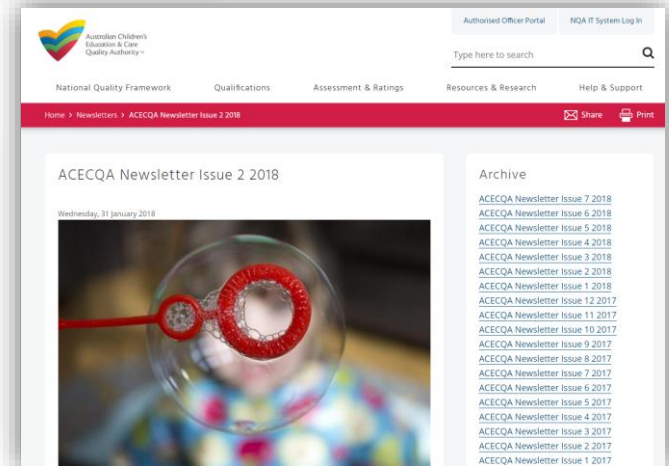 Australian Children's
Education & Care
Quality Authority
Authorised Officer Portal
NQA IT System Log In
Type here to search
National Quality Framework
Qualifications
Assessment & Ratings
Resources & Research
Help & Support
Home > Newsletters > ACECQA Newsletter Issue 2 2018
Share
Print
ACECQA Newsletter Issue 2 2018
Wednesday, 31 January 2018
Archive
ACECQA Newsletter Issue 7 2018
ACECQA Newsletter Issue 6 2018
ACECQA Newsletter Issue 5 2018
ACECQA Newsletter Issue 4 2018
ACECQA Newsletter Issue 3 2018
ACECQA Newsletter Issue 2 2018
ACECQA Newsletter Issue 1 2018
ACECQA Newsletter Issue 12 2017
ACECQA Newsletter Issue 11 2017
ACECQA Newsletter Issue 10 2017
ACECQA Newsletter Issue 9 2017
ACECQA Newsletter Issue 8 2017
ACECQA Newsletter Issue 7 2017
ACECQA Newsletter Issue 6 2017
ACECQA Newsletter Issue 5 2017
ACECQA Newsletter Issue 4 2017
ACECQA Newsletter Issue 3 2017
ACECQA Newsletter Issue 2 2017
ACECQA Newsletter Issue 1 2017